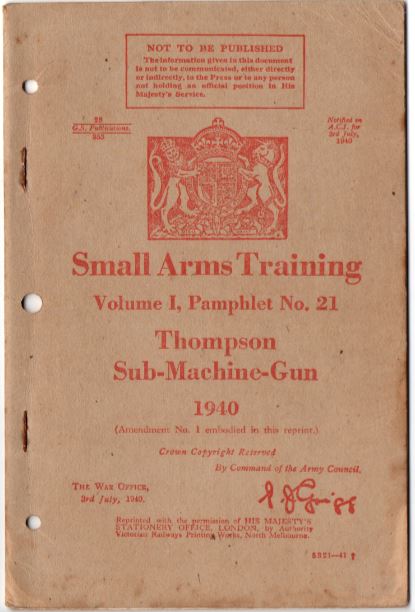 NOT TO BE PUBLISHED
The information given in this document
is not to be communicated, either directly
or indirectly, to the Press or to any person
not holding an official position in His
Majesty's Service.
28
G.S. Publications.
353
Notified in
A.C.I. for
3rd July,
1940
Small Arms Training
Volume I, Pamphlet No. 21
Thompson
Sub-Machine-Gun
1940
(Amendment No. 1 embodied in this reprint.)
Crown Copyright Reserved
By Command of the Army Council,
THE WAR OFFICE,
3rd July, 1940.
Reprinted with the permission of HIS MAJESTY'S
STATIONERY OFFICE, LONDON, by Authority
Victorian Railways Printing Works, North Melbourne.